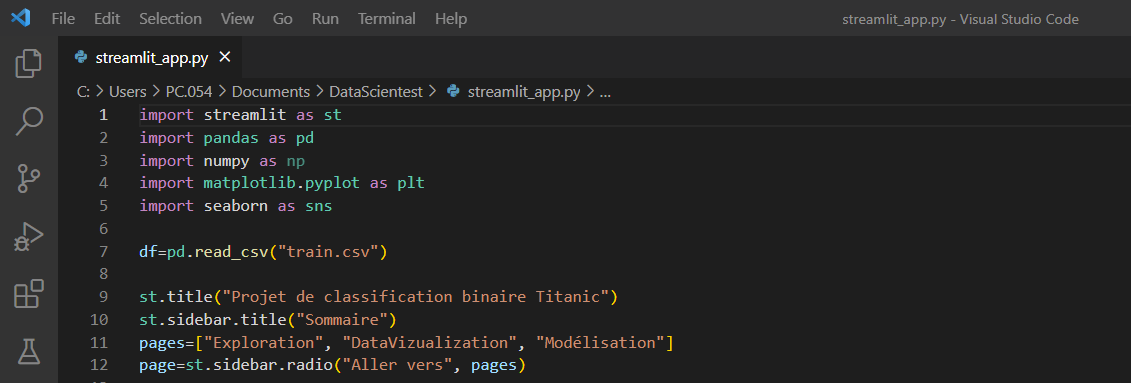 File Edit Selection View Go Run Terminal Help streamlit_app.py - Visual Studio Code
streamlit_app.py
C: > Users > PC.054 > Documents > DataScientest > streamlit_app.py > ...
1 import streamlit as st
2 import pandas as pd
3 import numpy as np
4 import matplotlib.pyplot as plt
5 import seaborn as sns
6
7 df=pd.read_csv("train.csv")
8
9 st.title("Projet de classification binaire Titanic")
10 st.sidebar.title("Sommaire")
11 pages=["Exploration", "DataVizualization", "Modélisation"]
12 page=st.sidebar.radio("Aller vers", pages)